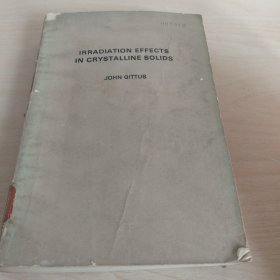 IRRADIATION EFFECTS
IN CRYSTALLINE SOLIDS
JOHN GITTUS